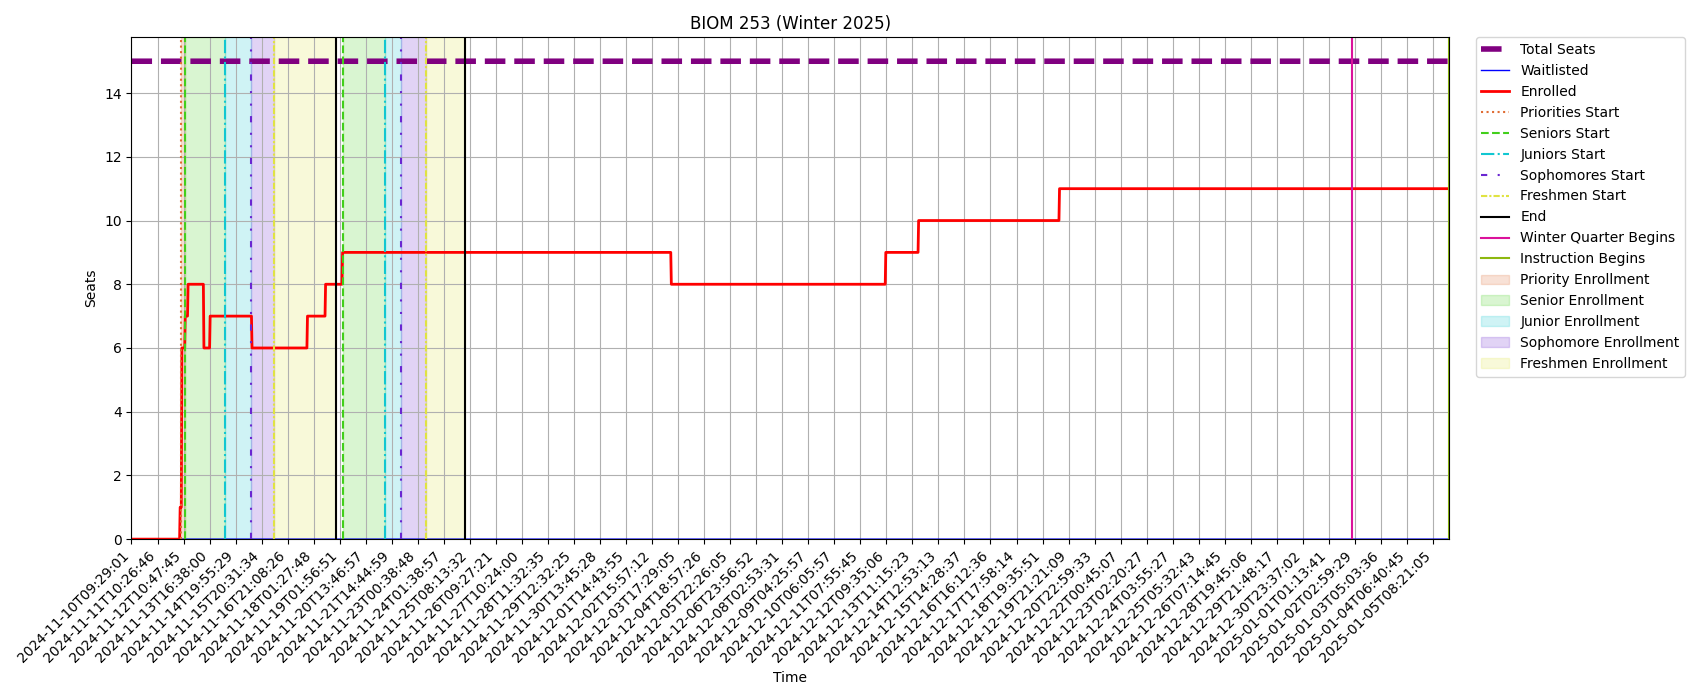 BIOM 253 (Winter 2025)
Seats
14
12
10
8
6
4
2
0
2024-11-10T09:29:01
2024-11-11T10:26:46
2024-11-12T10:47:45
2024-11-13T16:38:00
2024-11-14T19:55:29
2024-11-15T20:31:34
2024-11-16T21:08:26
2024-11-18T01:27:48
2024-11-19T01:56:51
2024-11-20T13:46:57
2024-11-21T14:44:59
2024-11-23T00:38:48
2024-11-24T01:38:57
2024-11-25T08:13:32
2024-11-26T09:27:21
2024-11-27T10:24:00
2024-11-28T11:32:35
2024-11-29T12:32:25
2024-11-30T13:45:28
2024-12-01T14:43:55
2024-12-02T15:57:12
2024-12-03T17:29:05
2024-12-04T18:57:26
2024-12-05T22:26:05
2024-12-06T23:56:52
2024-12-08T02:53:31
2024-12-09T04:25:57
2024-12-10T06:05:57
2024-12-11T07:55:45
2024-12-12T09:35:06
2024-12-13T11:15:23
2024-12-14T12:53:13
2024-12-15T14:28:37
2024-12-16T16:12:36
2024-12-17T17:58:14
2024-12-18T19:35:51
2024-12-19T21:21:09
2024-12-20T22:59:33
2024-12-22T00:45:07
2024-12-23T02:20:27
2024-12-24T03:55:27
2024-12-25T05:32:43
2024-12-26T07:14:45
2024-12-28T19:45:06
2024-12-29T21:48:17
2024-12-30T23:37:02
2025-01-01T01:13:41
2025-01-02T02:59:29
2025-01-03T05:03:36
2025-01-04T06:40:45
2025-01-05T08:21:05
Time
Total Seats
Waitlisted
Enrolled
Priorities Start
Seniors Start
Juniors Start
Sophomores Start
Freshmen Start
End
Winter Quarter Begins
Instruction Begins
Priority Enrollment
Senior Enrollment
Junior Enrollment
Sophomore Enrollment
Freshmen Enrollment